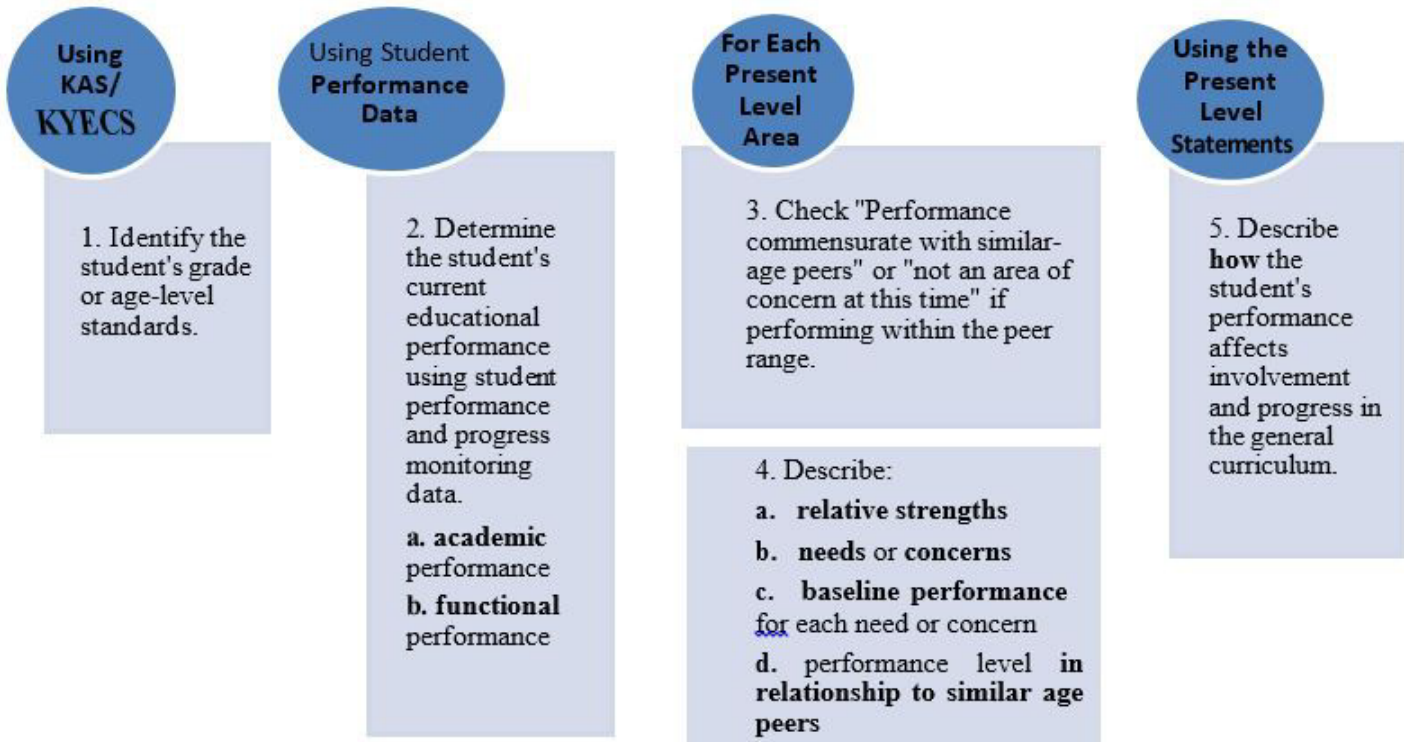 Using
KAS/
KYECS
1. Identify the
student's grade
or age-level
standards.
Using Student
Performance
Data
2. Determine
the student's
current
educational
performance
using student
performance
and progress
monitoring
data.
a. academic
performance
b. functional
performance
For Each
Present
Level
Area
3. Check "Performance
commensurate with similar-
age peers" or "not an area of
concern at this time" if
performing within the peer
range.
4. Describe:
a. relative strengths
b. needs or concerns
c. baseline performance
for each need or concern
d. performance level in
relationship to similar age
peers
Using the
Present
Level
Statements
5. Describe
how the
student's
performance
affects
involvement
and progress in
the general
curriculum.